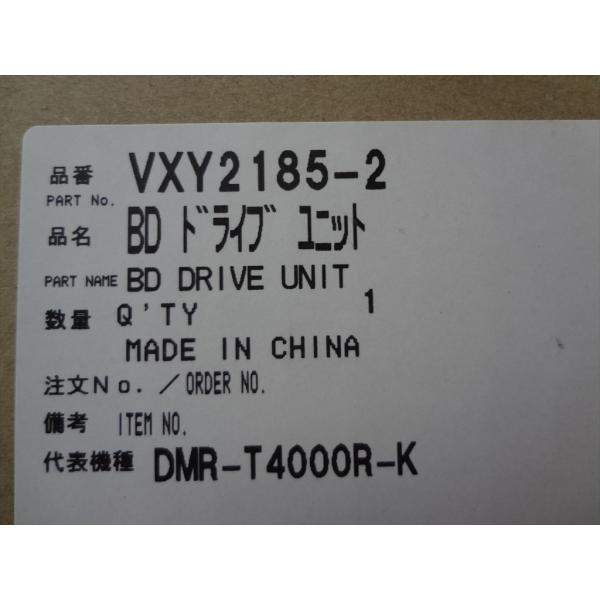 品番 VXY2185-2
PART No.
品名 BD ﾄﾞﾗｲﾌﾞ ﾕﾆｯﾄ
PART NAME BD DRIVE UNIT
数量 Q'TY 1
MADE IN CHINA
注文No. / ORDER NO.
備考 ITEM NO.
代表機種 DMR-T4000R-K